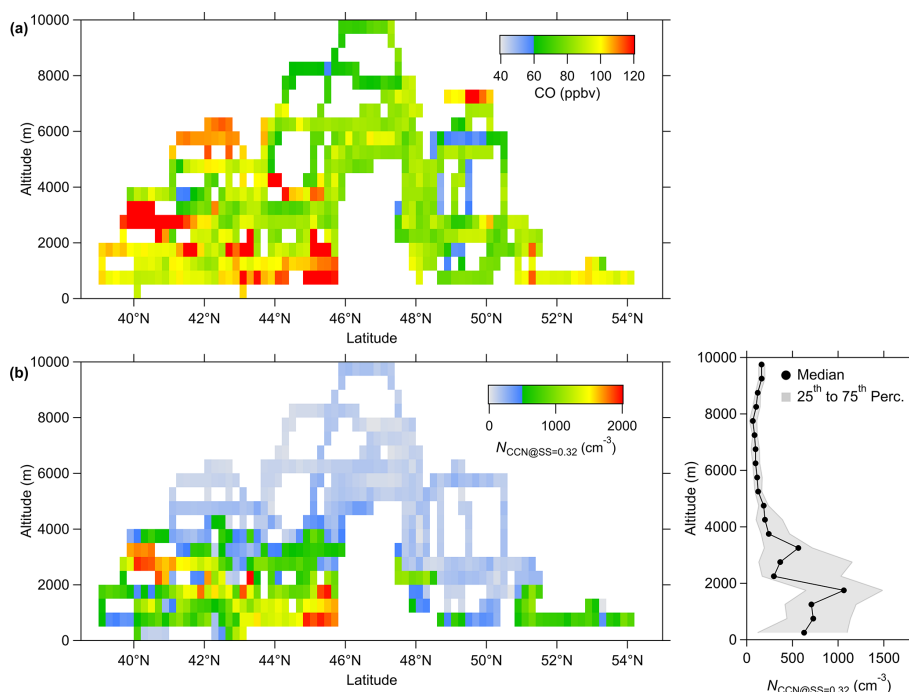 (a)
10000
8000
6000
4000
2000
0
Altitude (m)
40 60 80 100 120
CO (ppbv)
40°N 42°N 44°N 46°N 48°N 50°N 52°N 54°N
Latitude
(b)
10000
8000
6000
4000
2000
0
Altitude (m)
0 1000 2000
N_CCN@SS=0.32 (cm⁻³)
40°N 42°N 44°N 46°N 48°N 50°N 52°N 54°N
Latitude
10000
8000
6000
4000
2000
0
Altitude (m)
Median
25th to 75th Perc.
0 500 1000 1500
N_CCN@SS=0.32 (cm⁻³)